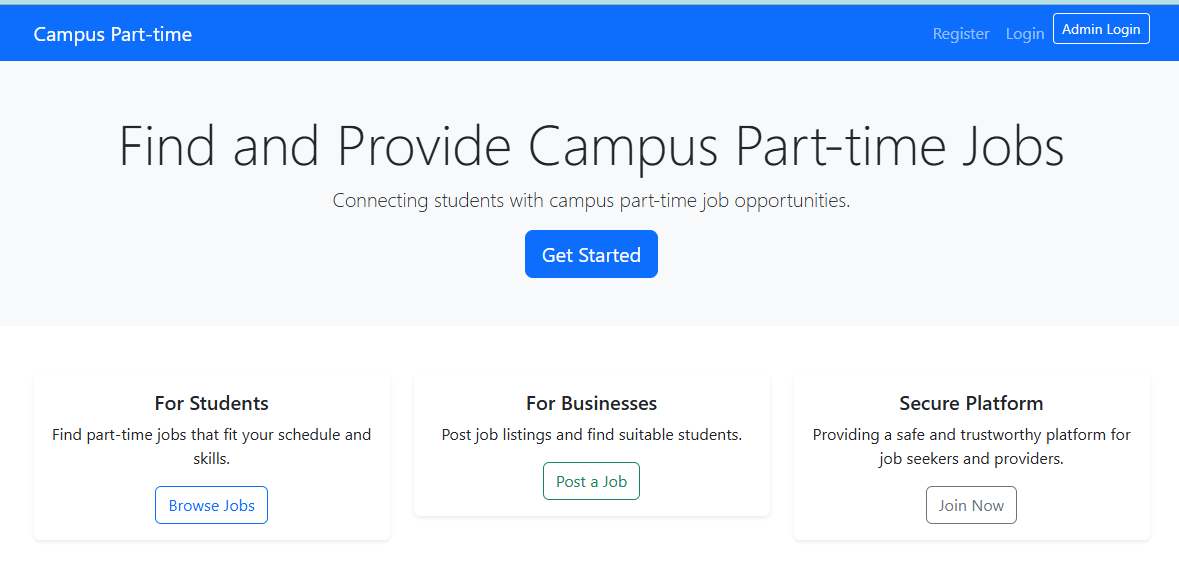 Campus Part-time
Register
Login
Admin Login
Find and Provide Campus Part-time Jobs
Connecting students with campus part-time job opportunities.
Get Started
For Students
Find part-time jobs that fit your schedule and
skills.
Browse Jobs
For Businesses
Post job listings and find suitable students.
Post a Job
Secure Platform
Providing a safe and trustworthy platform for
job seekers and providers.
Join Now